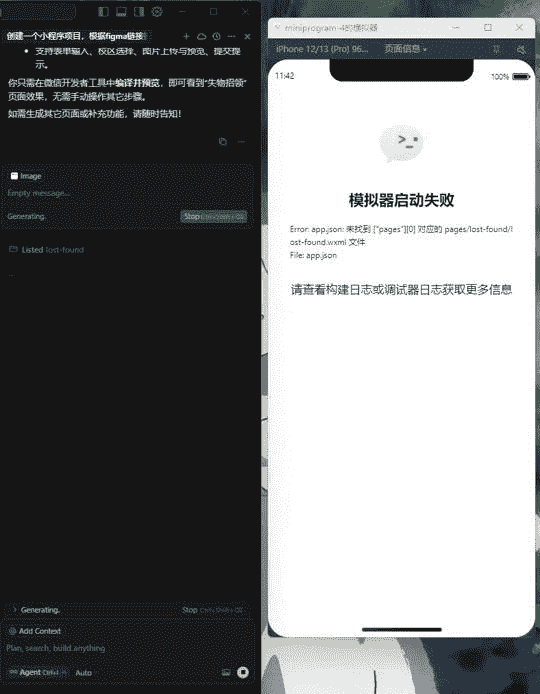 创建一个小程序项目，根据figma链接
支持表单输入、校区选择、图片上传与预览、提交提
示。
你只需在微信开发者工具中编译并预览，即可看到“失物招领”
页面效果，无需手动操作其它步骤。
如需生成其它页面或补充功能，请随时告知！
Image
Empty message...
Generating.
Stop
Listed lost-found
Generating.
Stop
Add Context
Plan, search, build anything
Agent
Auto
miniprogram-4的模拟器
iPhone 12/13 (Pro) 96...
页面信息
11:42
100%
模拟器启动失败
Error: app.json: 未找到 ["pages"][0] 对应的 pages/lost-found/l
ost-found.wxml 文件
File: app.json
请查看构建日志或调试器日志获取更多信息